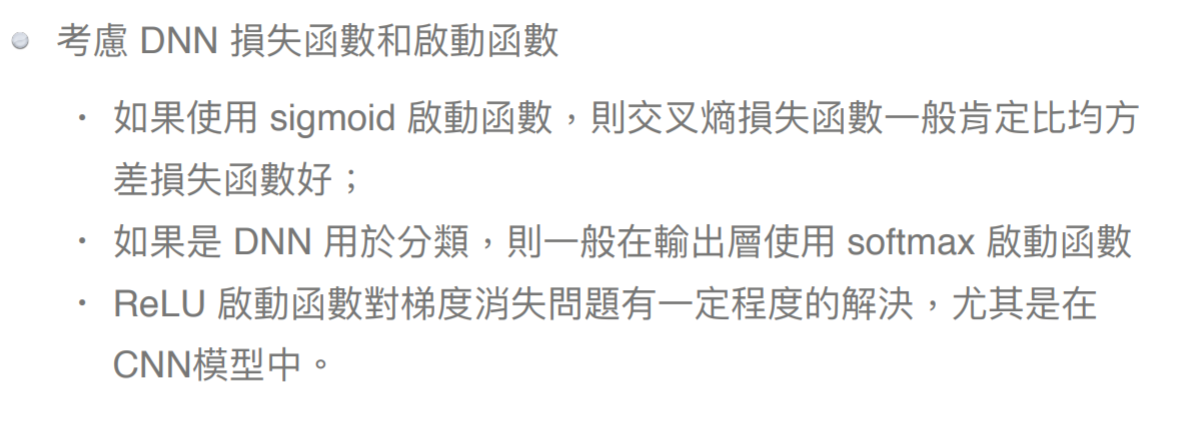 考慮 DNN 損失函數和啟動函數
・ 如果使用 sigmoid 啟動函數，則交叉熵損失函數一般肯定比均方
差損失函數好；
・ 如果是 DNN 用於分類，則一般在輸出層使用 softmax 啟動函數
・ ReLU 啟動函數對梯度消失問題有一定程度的解決，尤其是在
CNN模型中。